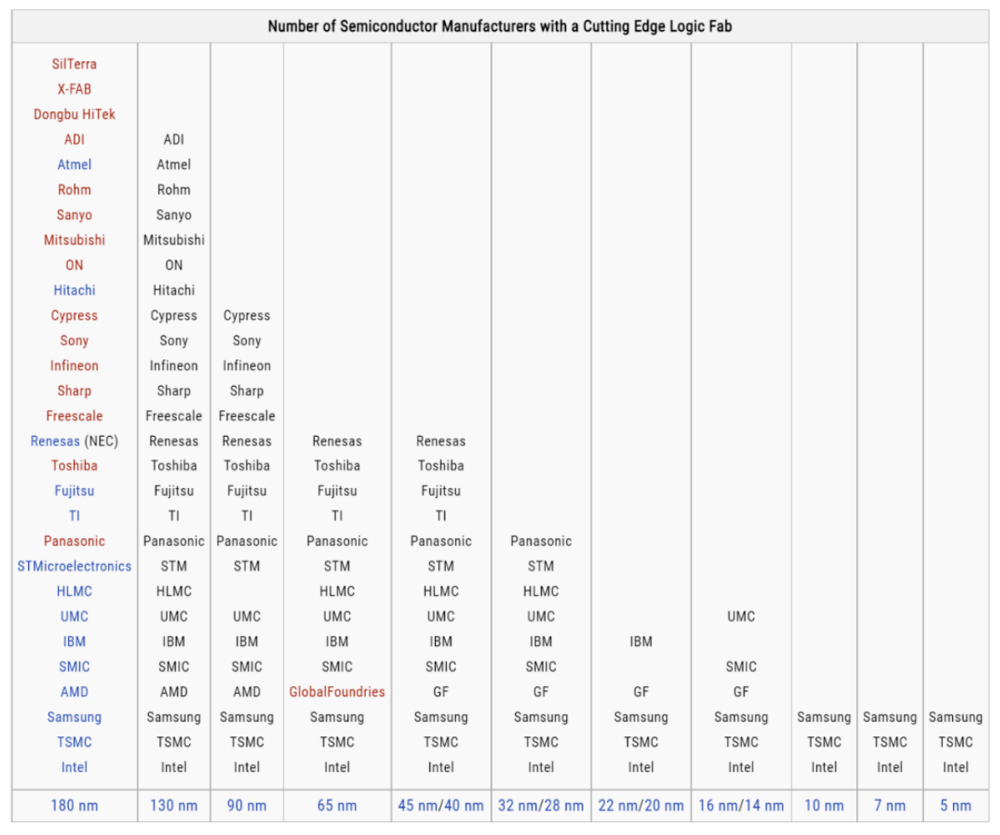 Number of Semiconductor Manufacturers with a Cutting Edge Logic Fab
SilTerra
X-FAB
Dongbu HiTek
ADI ADI
Atmel Atmel
Rohm Rohm
Sanyo Sanyo
Mitsubishi Mitsubishi
ON ON
Hitachi Hitachi
Cypress Cypress Cypress
Sony Sony Sony
Infineon Infineon Infineon
Sharp Sharp Sharp
Freescale Freescale Freescale
Renesas (NEC) Renesas Renesas Renesas Renesas
Toshiba Toshiba Toshiba Toshiba Toshiba
Fujitsu Fujitsu Fujitsu Fujitsu Fujitsu
TI TI TI TI TI
Panasonic Panasonic Panasonic Panasonic Panasonic Panasonic
STMicroelectronics STM STM STM STM STM
HLMC HLMC HLMC HLMC HLMC
UMC UMC UMC UMC UMC UMC UMC
IBM IBM IBM IBM IBM IBM IBM
SMIC SMIC SMIC SMIC SMIC SMIC SMIC
AMD AMD AMD GlobalFoundries GF GF GF GF
Samsung Samsung Samsung Samsung Samsung Samsung Samsung Samsung Samsung Samsung Samsung
TSMC TSMC TSMC TSMC TSMC TSMC TSMC TSMC TSMC TSMC TSMC
Intel Intel Intel Intel Intel Intel Intel Intel Intel Intel Intel
180 nm 130 nm 90 nm 65 nm 45 nm/40 nm 32 nm/28 nm 22 nm/20 nm 16 nm/14 nm 10 nm 7 nm 5 nm